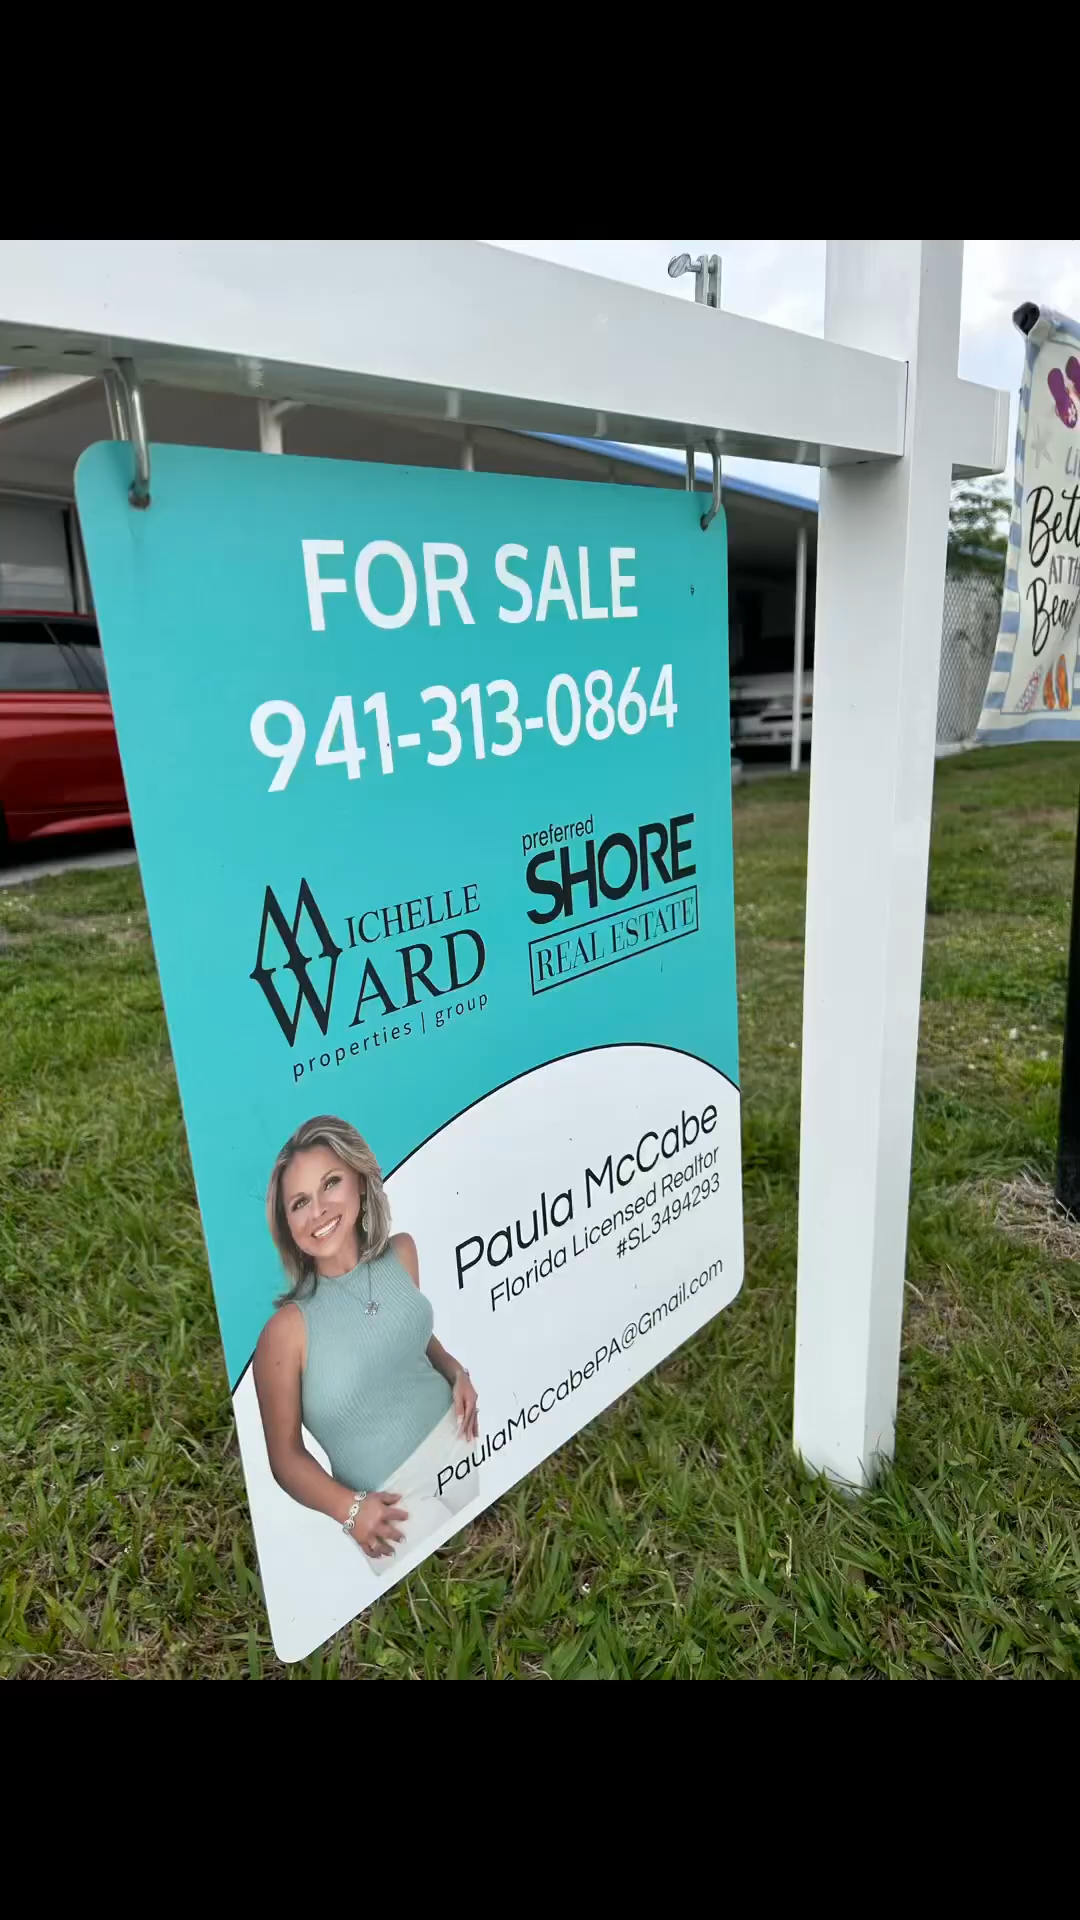 FOR SALE
941-313-0864
MICHELLE
WARD
properties | group
preferred
SHORE
REAL ESTATE
Paula McCabe
Florida Licensed Realtor
#SL3494293
PaulaMcCabePA@Gmail.com
AT